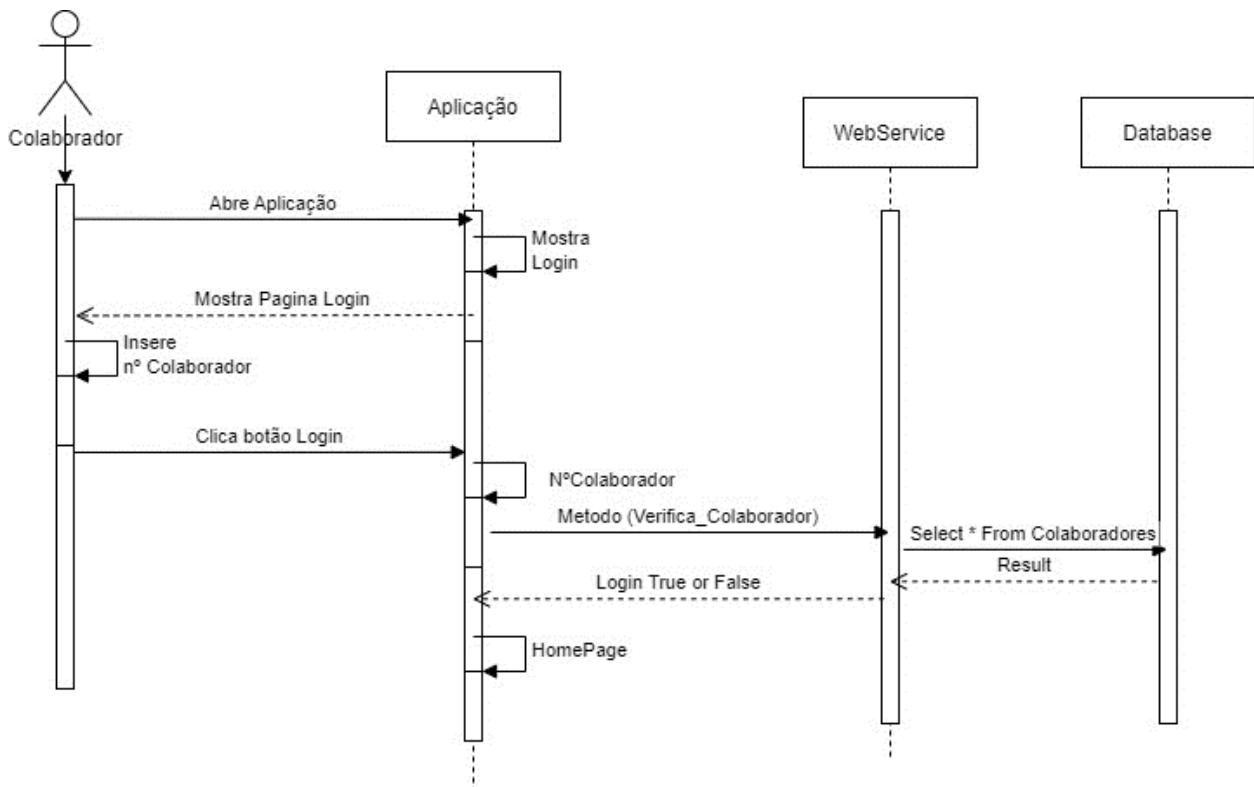 Aplicação
WebService
Database
Colaborador
Abre Aplicação
Mostra
Login
Mostra Pagina Login
Insere
nº Colaborador
Clica botão Login
NºColaborador
Metodo (Verifica_Colaborador)
Select * From Colaboradores
Result
Login True or False
HomePage